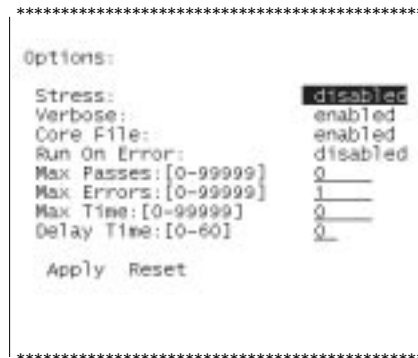 **********************************************
Options:
Stress: disabled
Verbose: enabled
Core File: enabled
Run On Error: disabled
Max Passes:[0-99999] 0
Max Errors:[0-99999] 1
Max Time:[0-99999] 0
Delay Time:[0-60] 0
Apply Reset
**********************************************